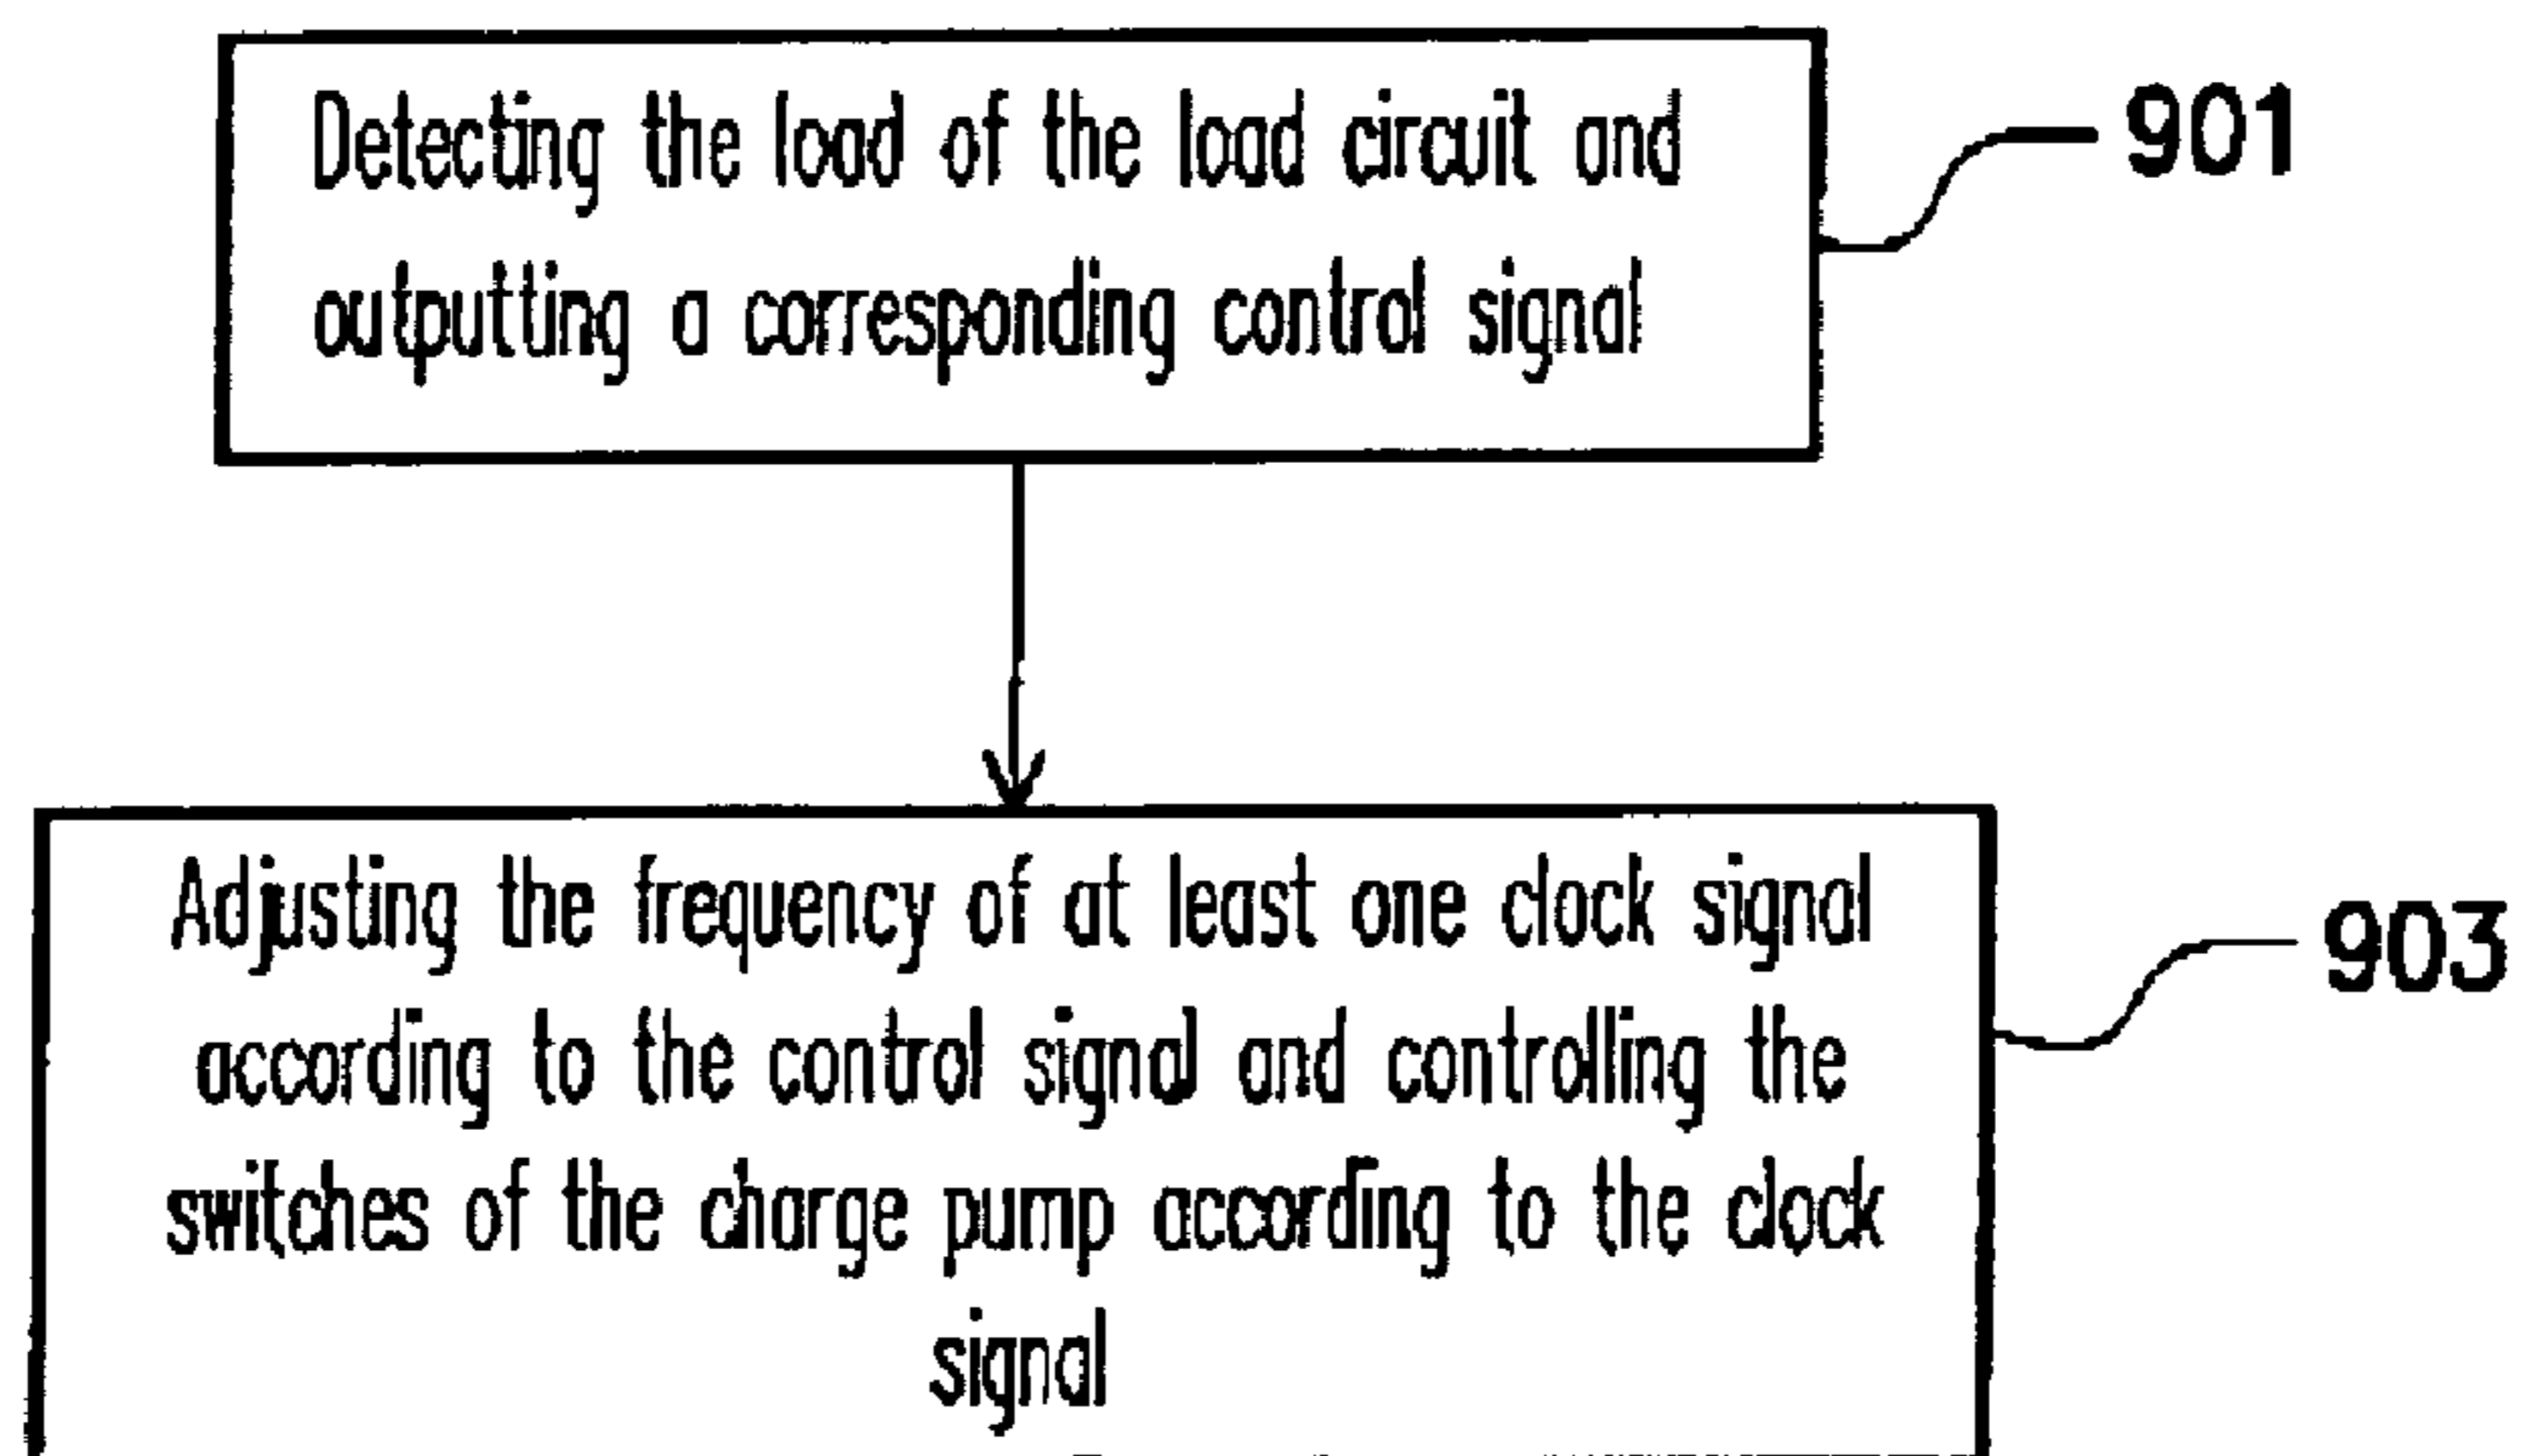 Detecting the load of the load circuit and
outputting a corresponding control signal
901
Adjusting the frequency of at least one clock signal
according to the control signal and controlling the
switches of the charge pump according to the clock
signal
903